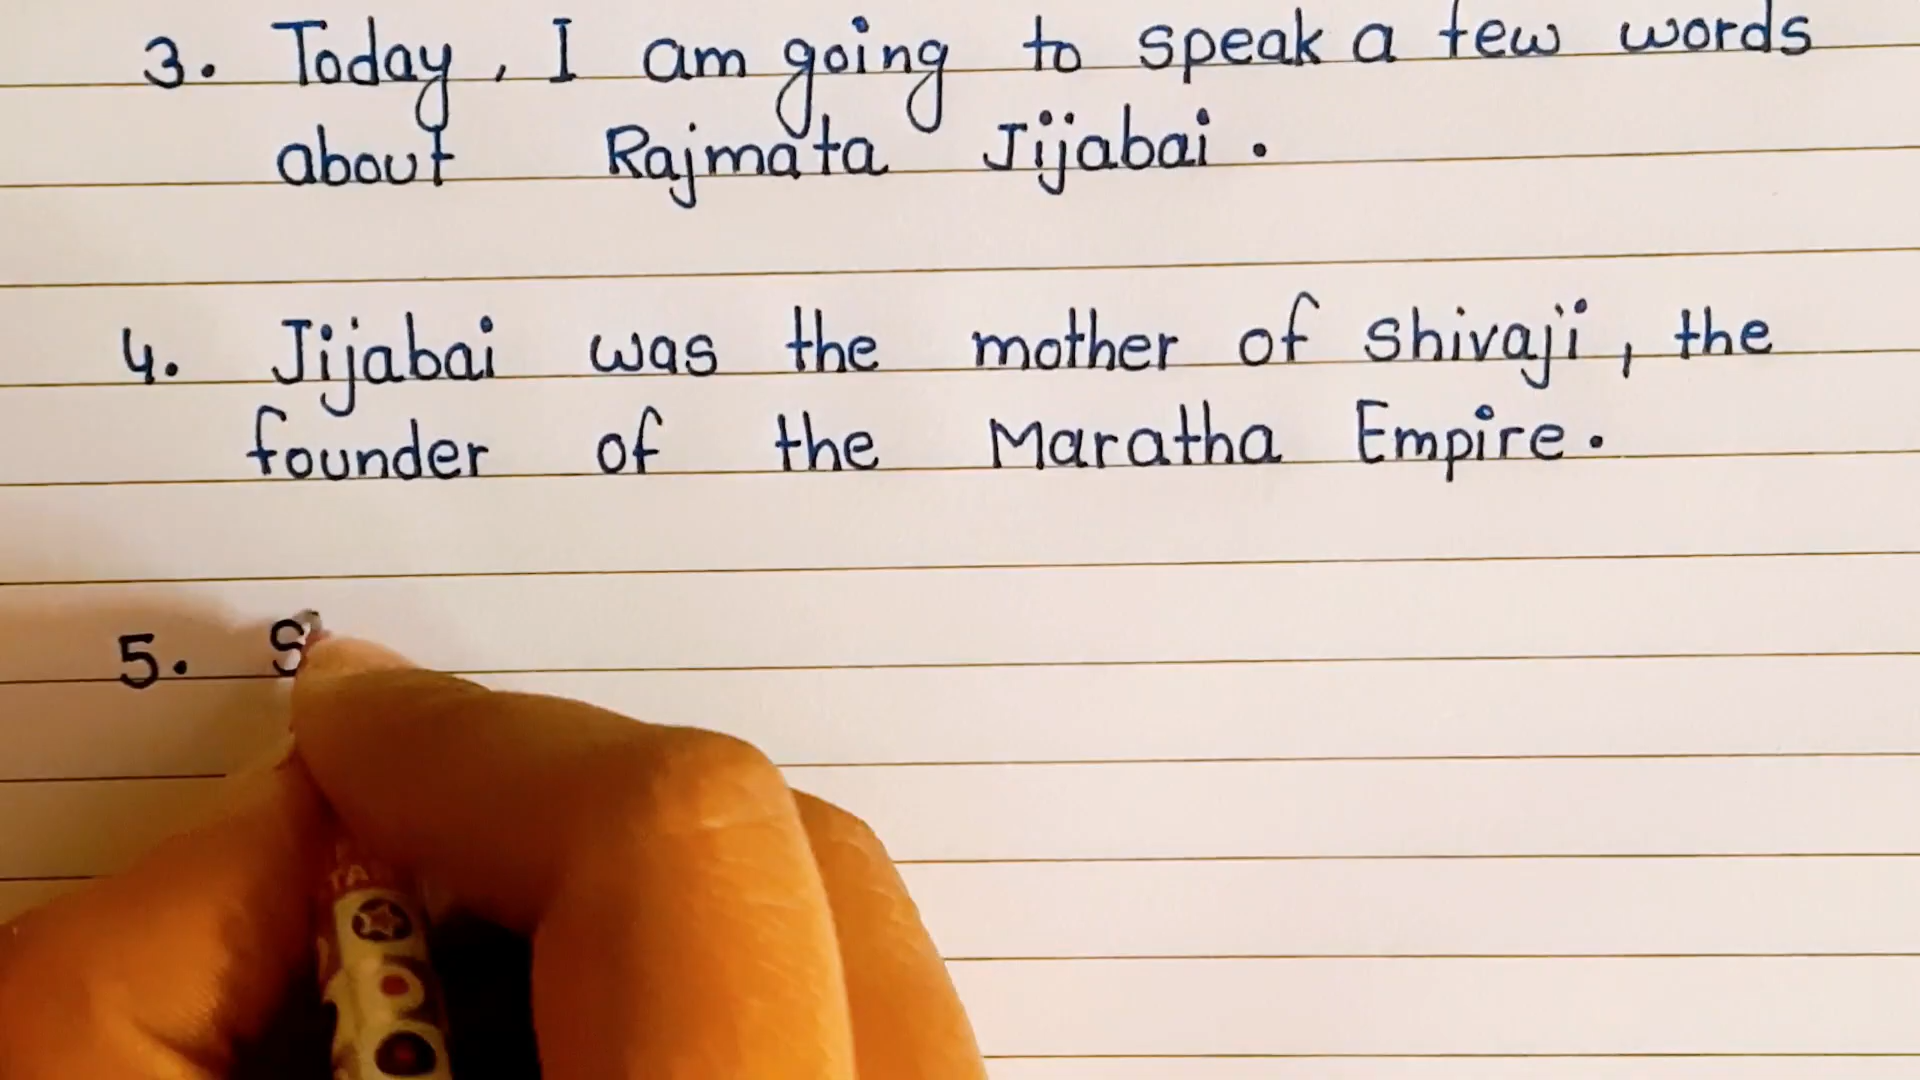 3. Today, I am going to speak a few words
about Rajmata Jijabai.
4. Jijabai was the mother of Shivaji, the
founder of the Maratha Empire.
5. S